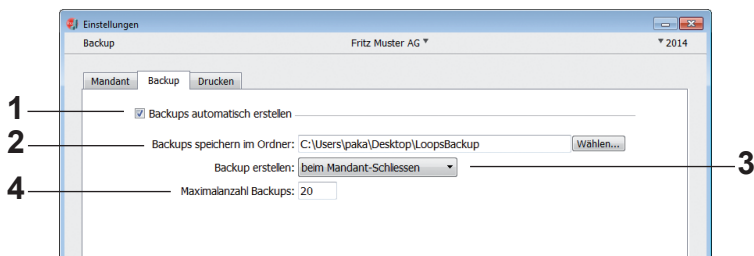 Einstellungen
Backup Fritz Muster AG ▼ ▼ 2014
Mandant Backup Drucken
1 Backups automatisch erstellen
2 Backups speichern im Ordner: C:\Users\paka\Desktop\LoopsBackup Wählen...
Backup erstellen: beim Mandant-Schliessen 3
4 Maximalanzahl Backups: 20